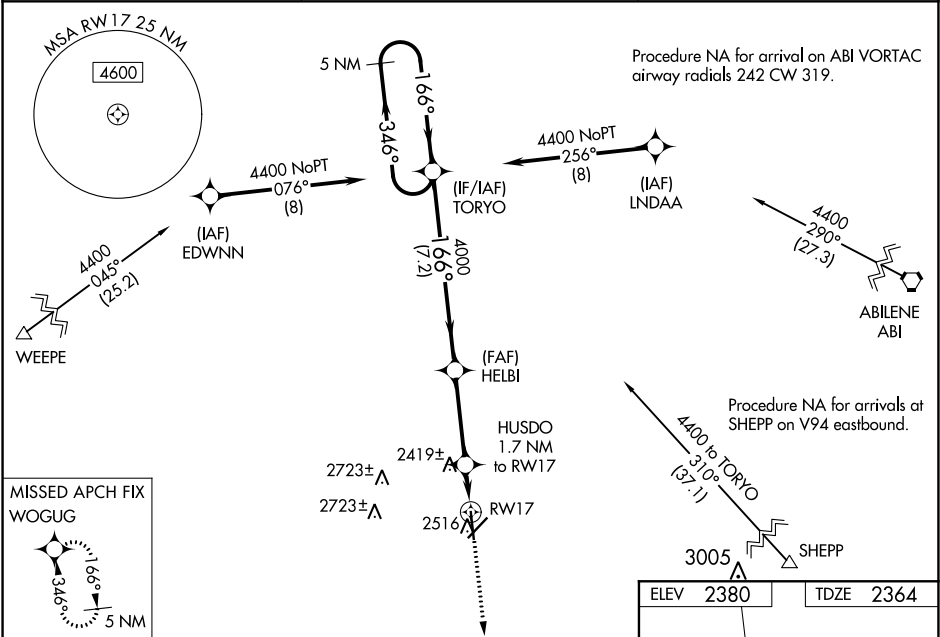 MSA RW17 25 NM
4600
5 NM
166°
346°
Procedure NA for arrival on ABI VORTAC
airway radials 242 CW 319.
4400 NoPT
076°
(8)
(IAF)
EDWNN
(IF/IAF)
TORYO
4400 NoPT
256°
(8)
(IAF)
LNDAA
4400
045°
(25.2)
WEEPE
4000
166°
(7.2)
4400
290°
(27.3)
ABILENE
ABI
(FAF)
HELBI
Procedure NA for arrivals at
SHEPP on V94 eastbound.
HUSDO
1.7 NM
to RW17
2419±
2723±
2723±
2516
RW17
4400 to TORYO
310°
(37.1)
SHEPP
3005
MISSED APCH FIX
WOGUG
166°
346°
5 NM
ELEV 2380
TDZE 2364